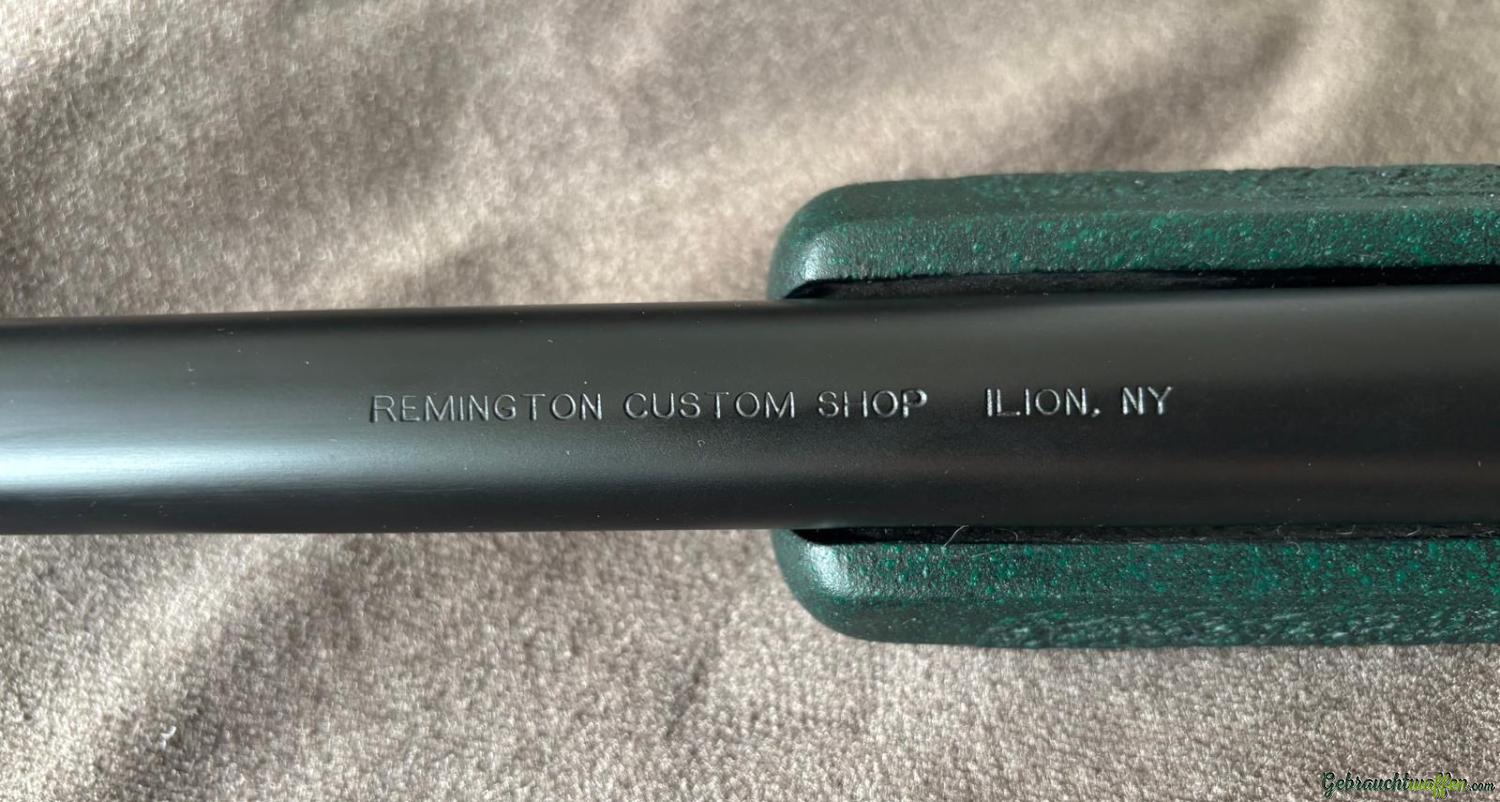 REMINGTON CUSTOM SHOP ILION, NY
Gebrauchtwaffen.com